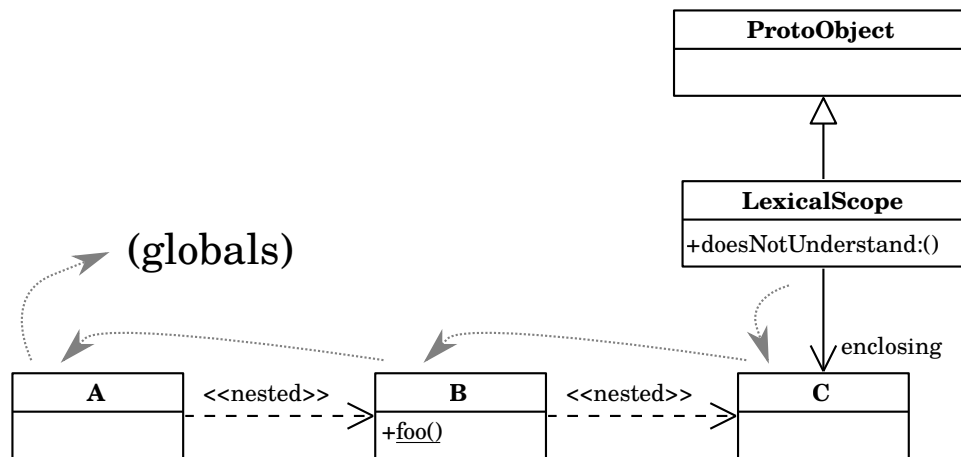 ProtoObject
LexicalScope
+doesNotUnderstand:()
(globals)
enclosing
A
<<nested>>
B
<<nested>>
C
+foo()